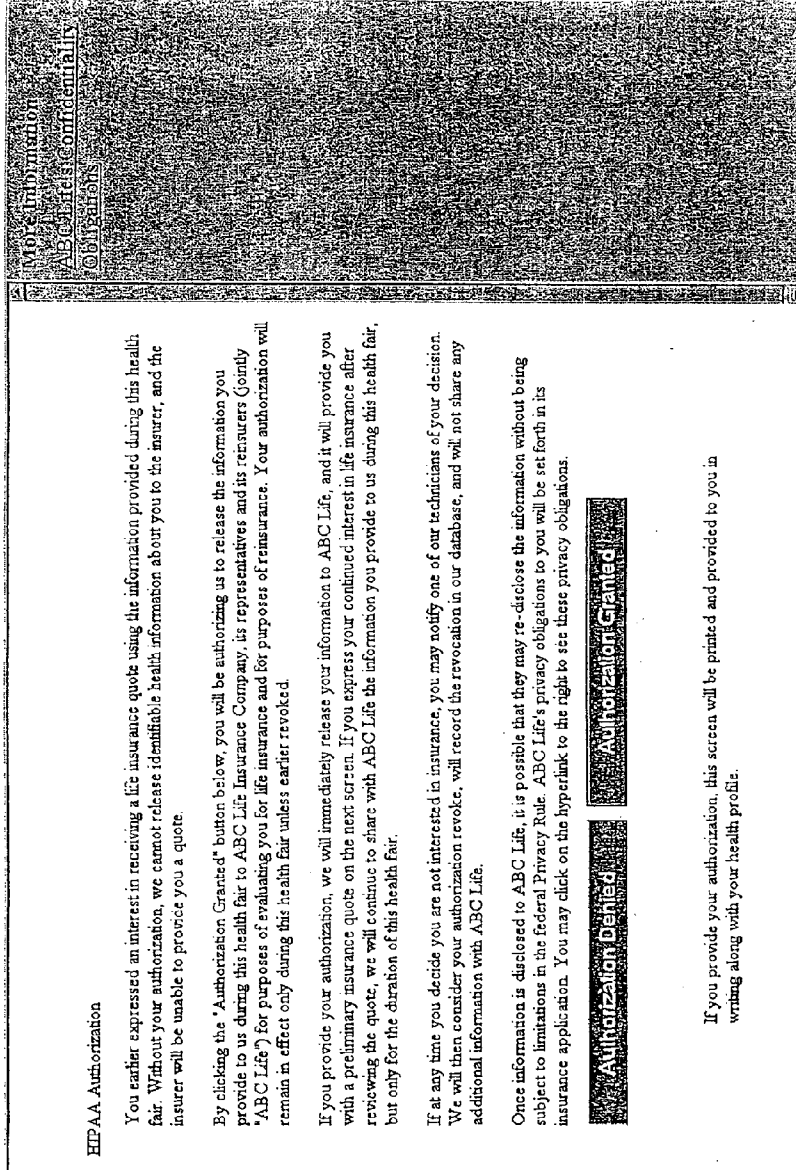 HIPAA Authorization
You earlier expressed an interest in receiving a life insurance quote using the information provided during this health
fair. Without your authorization, we cannot release identifiable health information about you to the insurer, and the
insurer will be unable to provide you a quote.
By clicking the "Authorization Granted" button below, you will be authorizing us to release the information you
provide to us during this health fair to ABC Life Insurance Company, its representatives and its reinsurers (jointly
"ABC Life") for purposes of evaluating you for life insurance and for purposes of reinsurance. Your authorization will
remain in effect only during this health fair unless earlier revoked.
If you provide your authorization, we will immediately release your information to ABC Life, and it will provide you
with a preliminary insurance quote on the next screen. If you express your continued interest in life insurance after
reviewing the quote, we will continue to share with ABC Life the information you provide to us during this health fair,
but only for the duration of this health fair.
If at any time you decide you are not interested in insurance, you may notify one of our technicians of your decision.
We will then consider your authorization revoke, will record the revocation in our database, and will not share any
additional information with ABC Life.
Once information is disclosed to ABC Life, it is possible that they may re-disclose the information without being
subject to limitations in the federal Privacy Rule. ABC Life's privacy obligations to you will be set forth in its
insurance application. You may click on the hyperlink to the right to see these privacy obligations.
Authorization Denied
Authorization Granted
If you provide your authorization, this screen will be printed and provided to you in
writing along with your health profile.
More Information
ABC Life's Confidentiality
Obligations